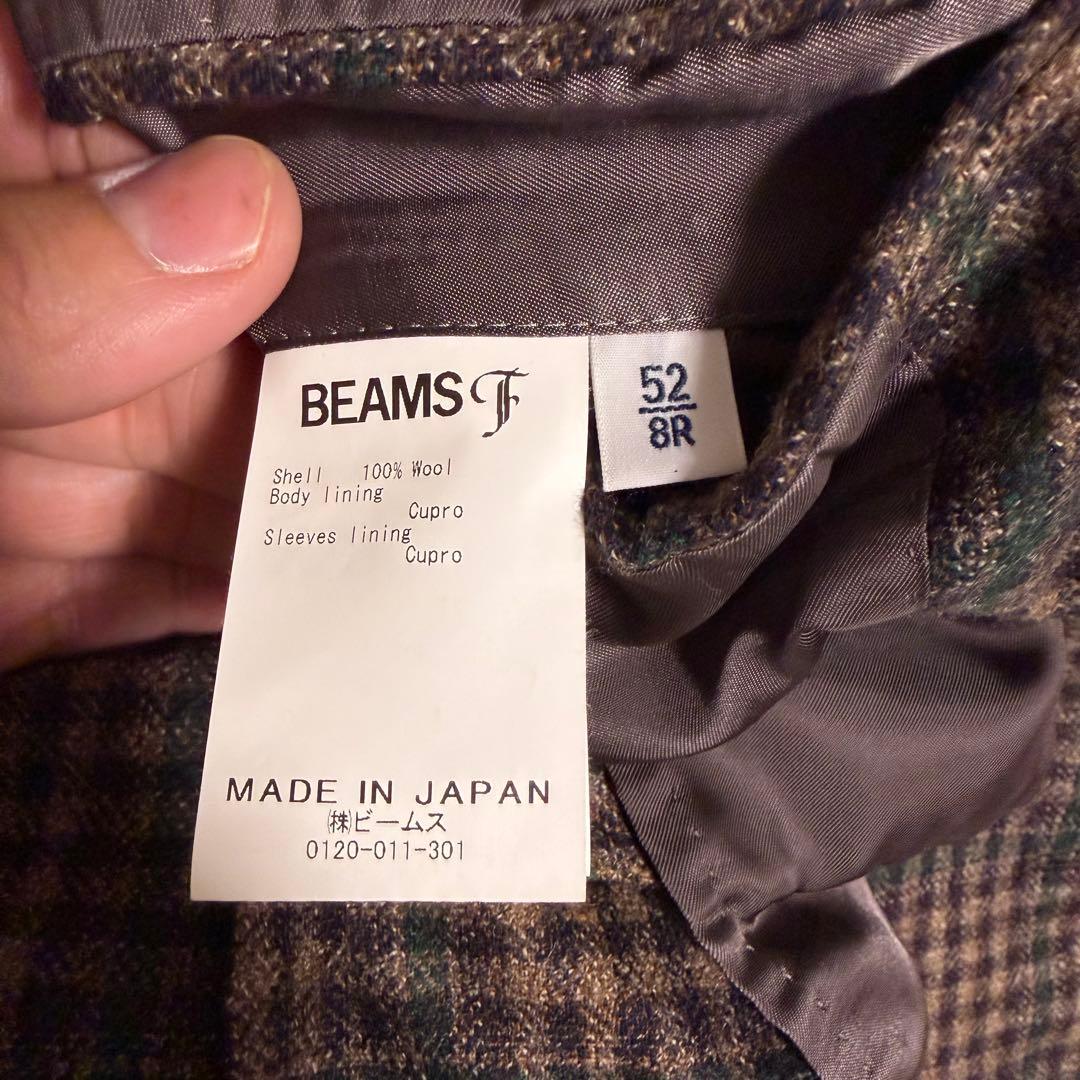 BEAMS F
Shell 100% Wool
Body lining
Cupro
Sleeves lining
Cupro
MADE IN JAPAN
㈱ビームス
0120-011-301
52
8R